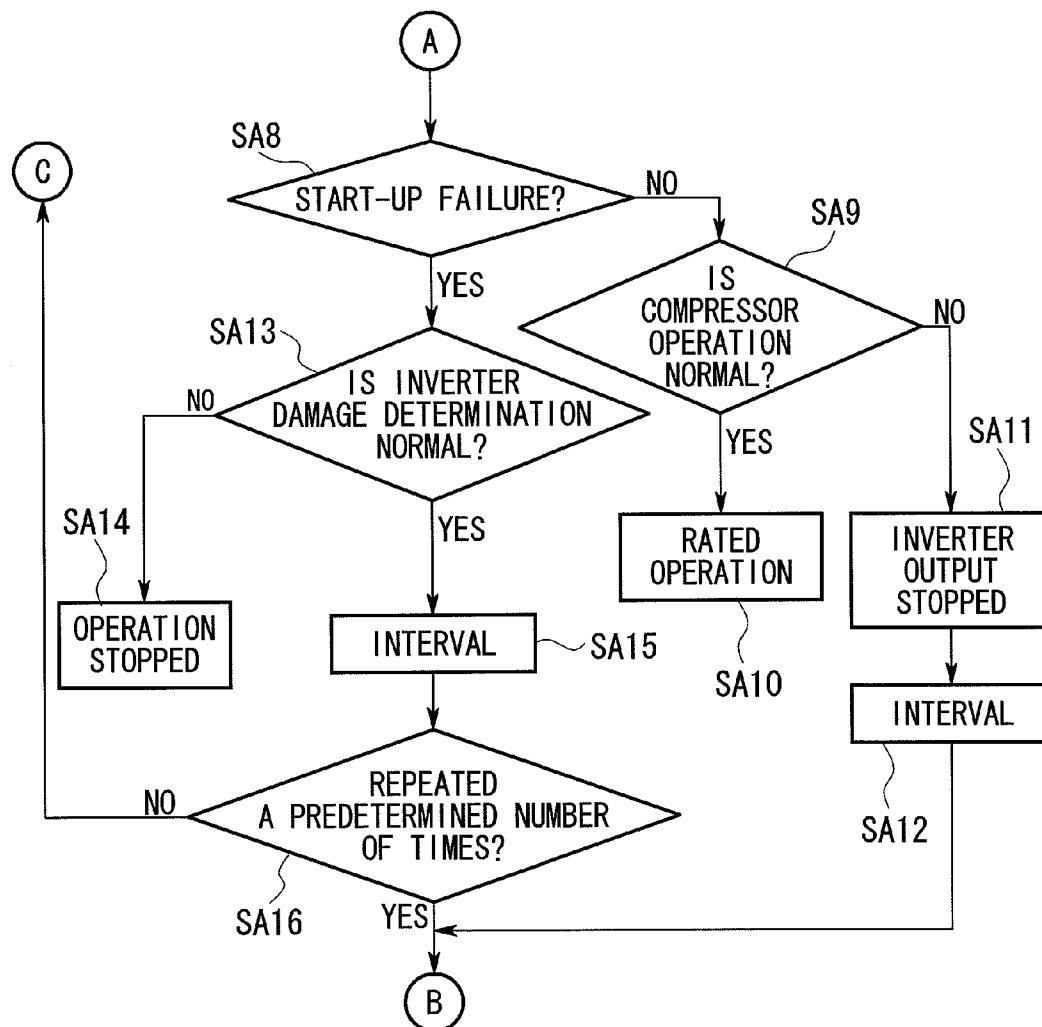 A
C
SA8
START-UP FAILURE?
NO
YES
SA9
IS
COMPRESSOR
OPERATION
NORMAL?
NO
YES
SA13
IS INVERTER
DAMAGE DETERMINATION
NORMAL?
NO
YES
SA11
INVERTER
OUTPUT
STOPPED
RATED
OPERATION
SA10
SA14
OPERATION
STOPPED
INTERVAL
SA15
INTERVAL
SA12
REPEATED
A PREDETERMINED NUMBER
OF TIMES?
NO
SA16
YES
B